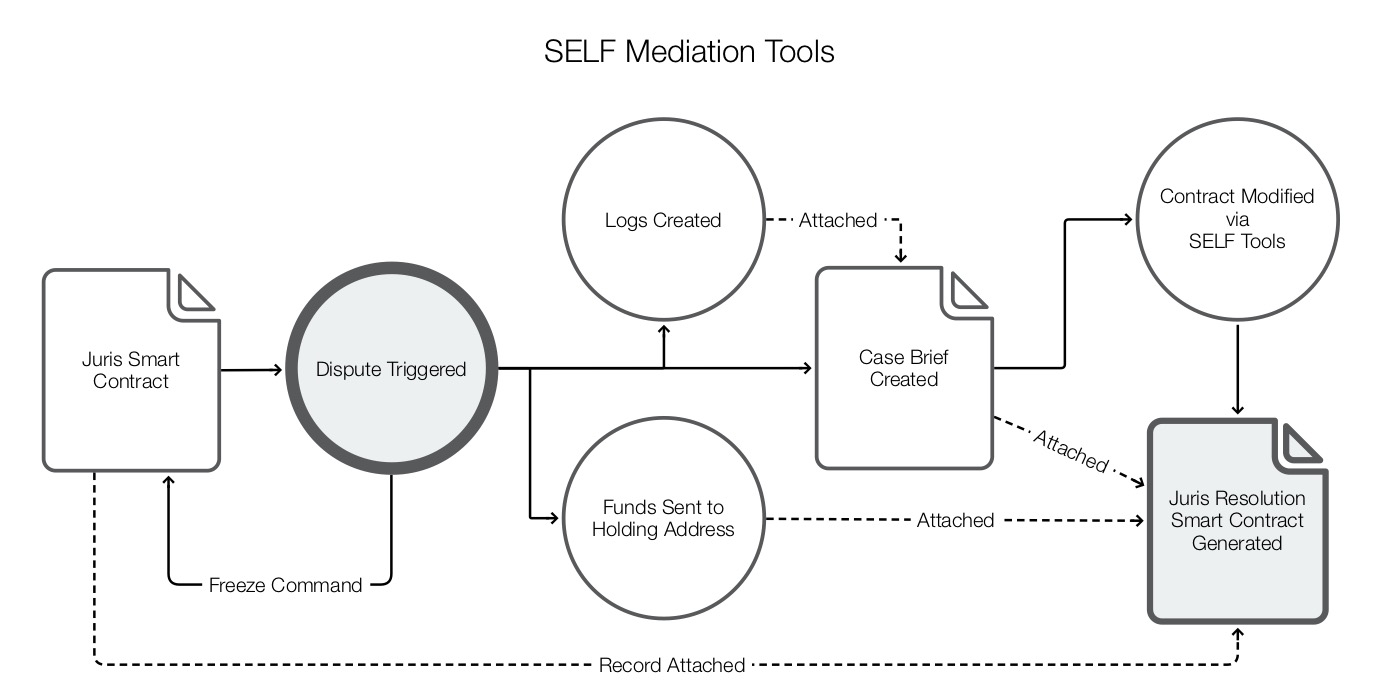 SELF Mediation Tools
Logs Created
Attached
Contract Modified
via
SELF Tools
Juris Smart
Contract
Dispute Triggered
Case Brief
Created
Attached
Funds Sent to
Holding Address
Attached
Juris Resolution
Smart Contract
Generated
Freeze Command
Record Attached